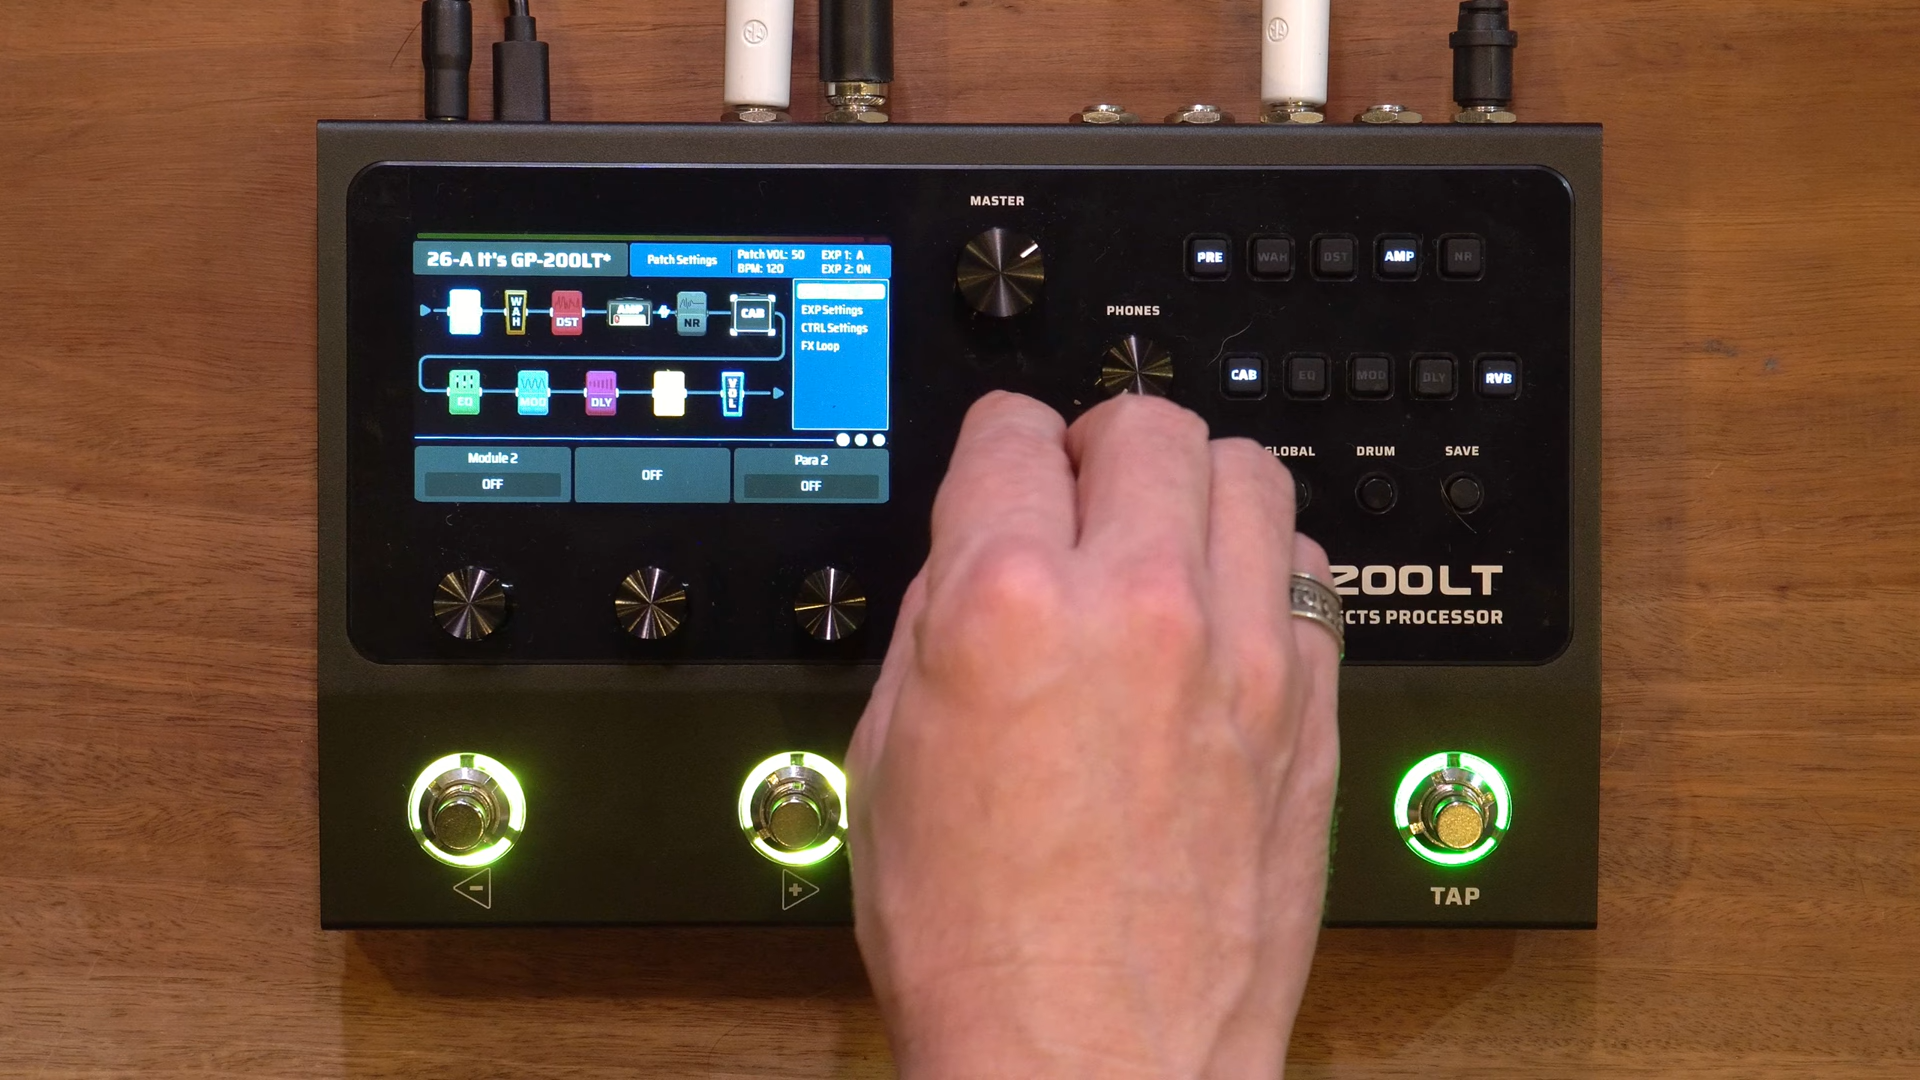 MASTER
PHONES
26-A It's GP-200LT*
Patch Settings
Patch VOL: 50
BPM: 120
EXP 1: A
EXP 2: ON
WAH
DST
AMP
NR
CAB
EXP Settings
CTRL Settings
FX Loop
EQ
MOD
DLY
VOL
Module 2
OFF
OFF
Para 2
OFF
PRE
WAH
DST
AMP
NR
CAB
EQ
MOD
DLY
RVB
GLOBAL
DRUM
SAVE
200LT
CTS PROCESSOR
-
+
TAP